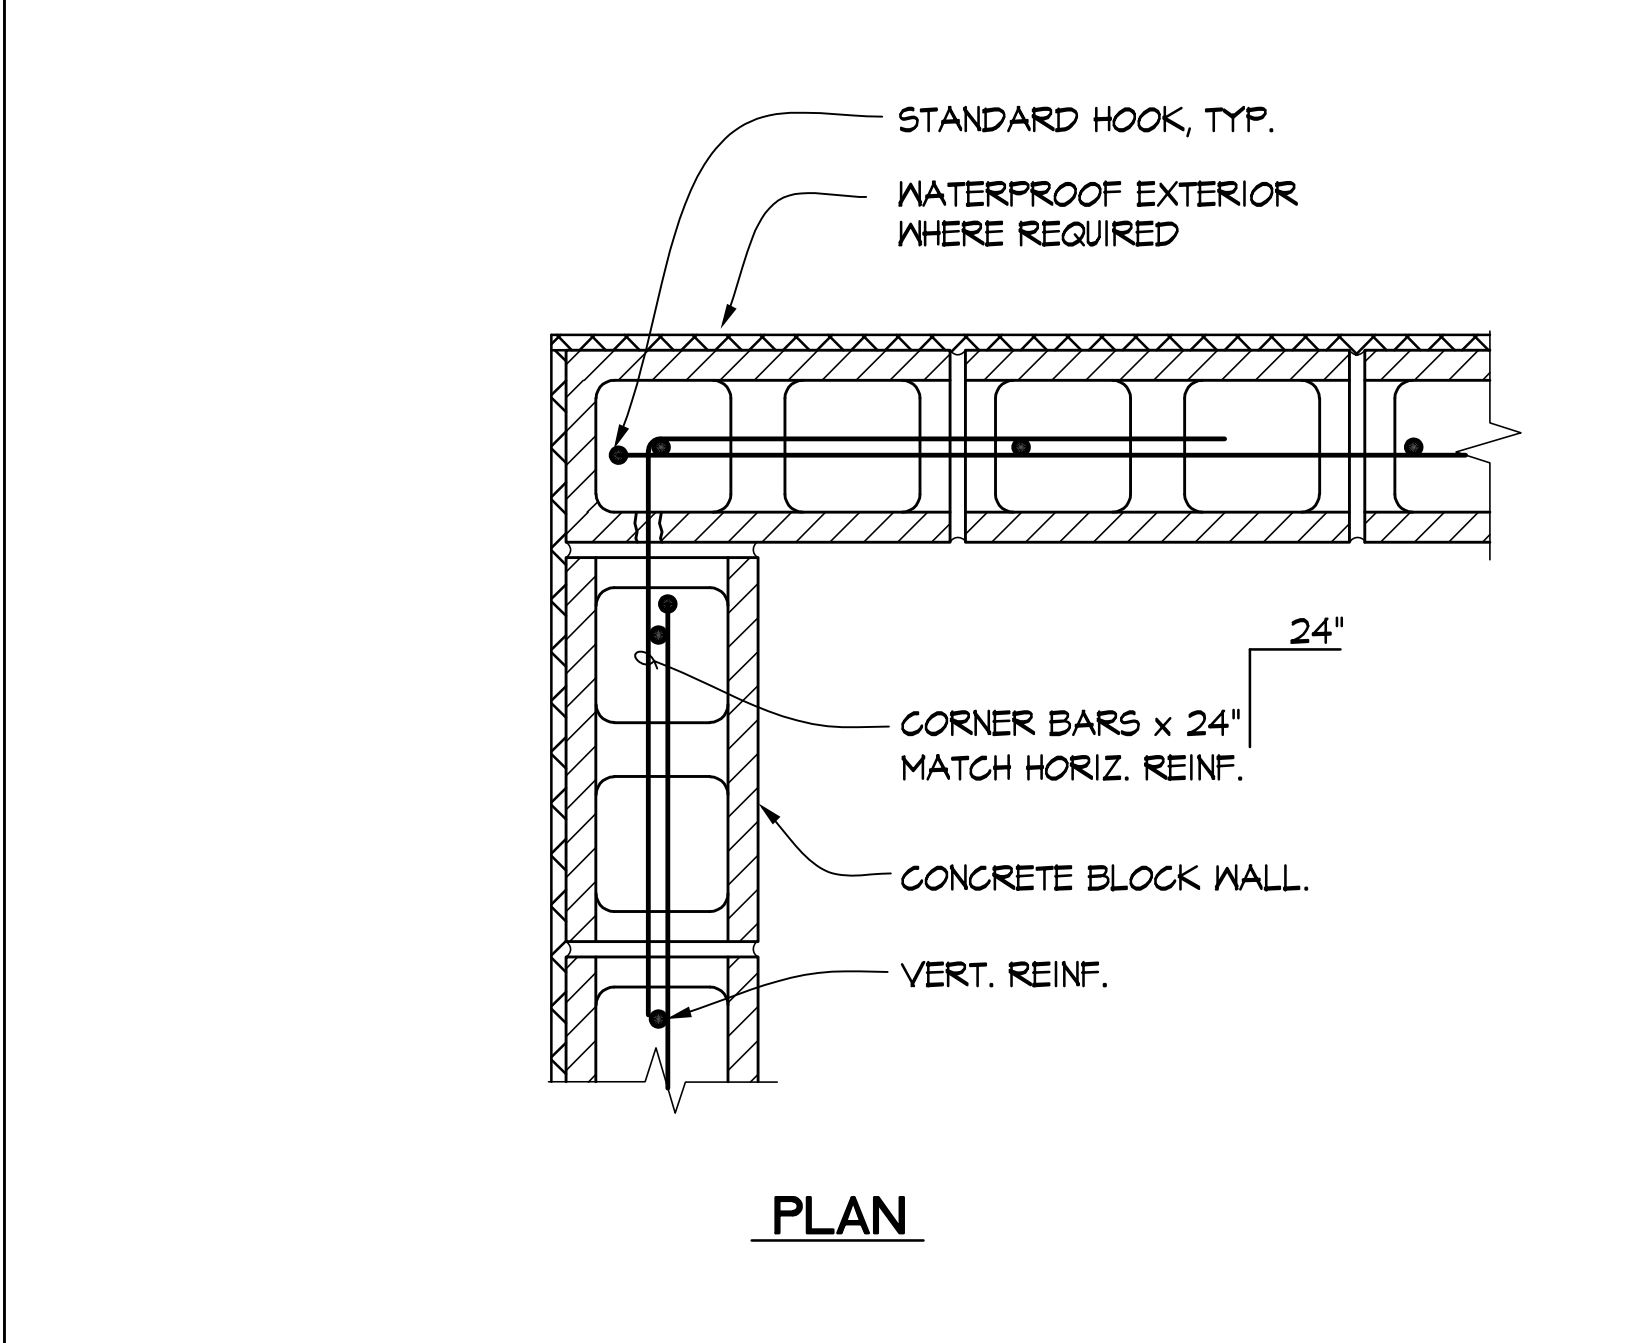 STANDARD HOOK, TYP.
WATERPROOF EXTERIOR
WHERE REQUIRED
24"
CORNER BARS x 24"
MATCH HORIZ. REINF.
CONCRETE BLOCK WALL.
VERT. REINF.
PLAN